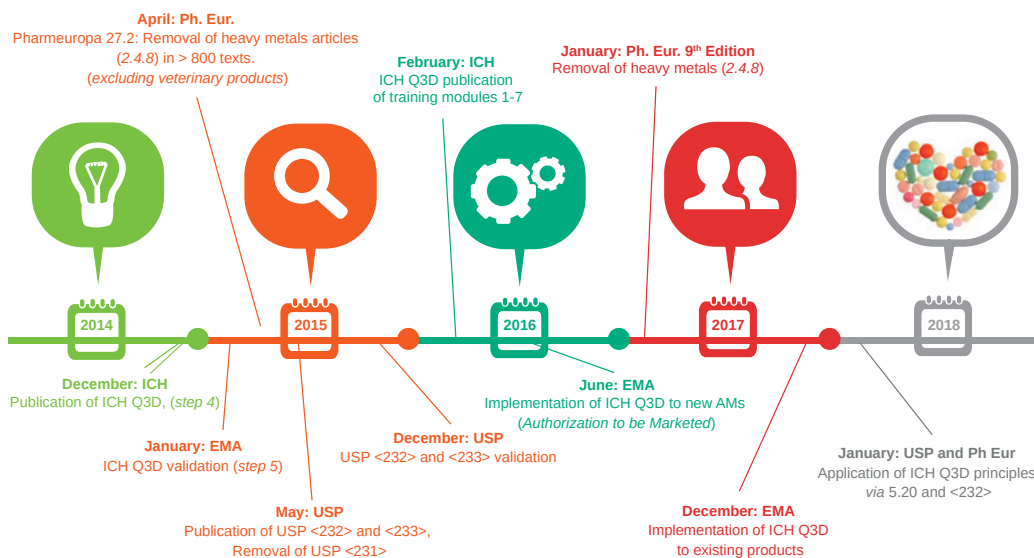 April: Ph. Eur.
Pharmeuropa 27.2: Removal of heavy metals articles
(2.4.8) in > 800 texts.
(excluding veterinary products)
February: ICH
ICH Q3D publication
of training modules 1-7
January: Ph. Eur. 9th Edition
Removal of heavy metals (2.4.8)
2014
2015
2016
2017
2018
December: ICH
Publication of ICH Q3D, (step 4)
January: EMA
ICH Q3D validation (step 5)
May: USP
Publication of USP <232> and <233>,
Removal of USP <231>
December: USP
USP <232> and <233> validation
June: EMA
Implementation of ICH Q3D to new AMs
(Authorization to be Marketed)
December: EMA
Implementation of ICH Q3D
to existing products
January: USP and Ph Eur
Application of ICH Q3D principles
via 5.20 and <232>